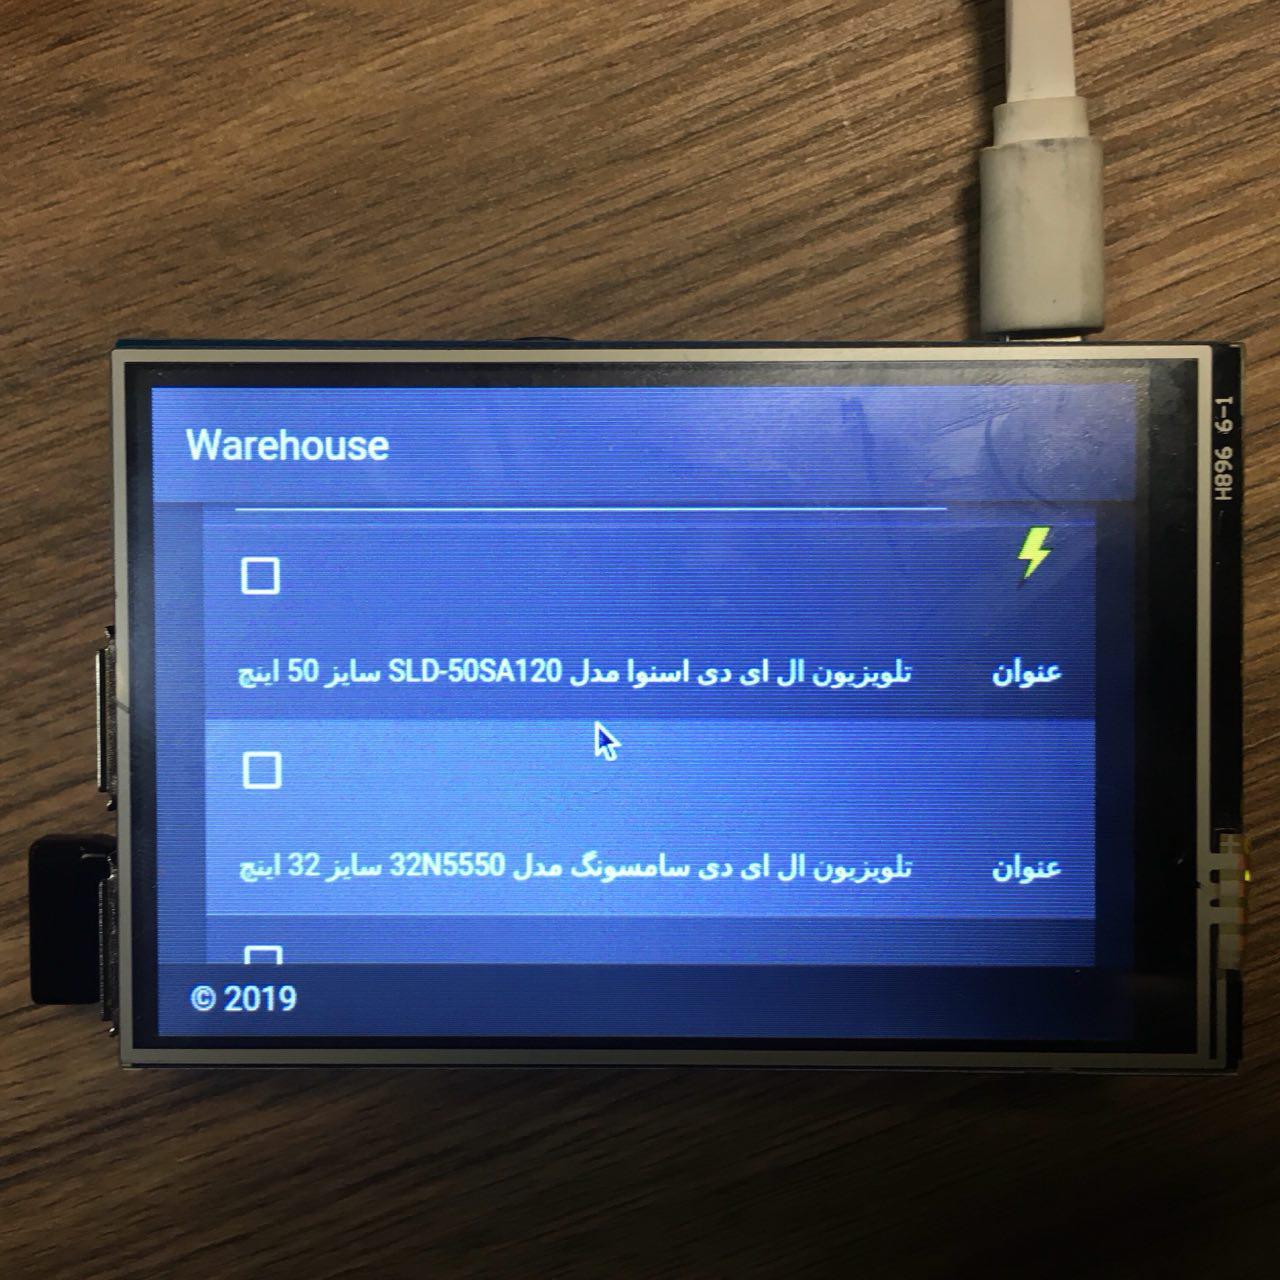 Warehouse
عنوان تلویزیون ال ای دی اسنوا مدل SLD-50SA120 سایز 50 اینچ
عنوان تلویزیون ال ای دی سامسونگ مدل 32N5550 سایز 32 اینچ
© 2019
H896 6-1